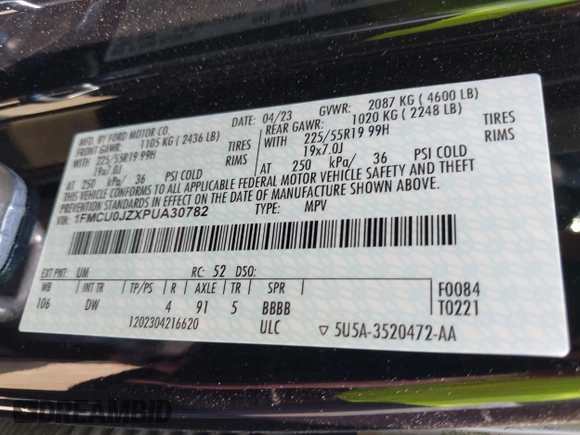 MFD. BY FORD MOTOR CO.
04/23 GVWR: 2087 KG ( 4600 LB)
FRONT GAWR: 1105 KG ( 2436 LB) REAR GAWR: 1020 KG ( 2248 LB)
WITH 225/55R19 99H TIRES WITH 225/55R19 99H TIRES
19x7.0J RIMS 19x7.0J RIMS
AT 250 kPa/ 36 PSI COLD AT 250 kPa/ 36 PSI COLD
THIS VEHICLE CONFORMS TO ALL APPLICABLE FEDERAL MOTOR VEHICLE SAFETY AND THEFT
PREVENTION STANDARDS IN EFFECT ON THE DATE OF MANUFACTURE SHOWN ABOVE.
VIN: 1FMCU0JZXPUA30782 TYPE: MPV
EXT PNT: UM RC: 52 DSO:
WB INT TR TP/PS R AXLE TR SPR F0084
106 DW 4 91 5 BBBB T0221
1202304216620 ULC 5U5A-3520472-AA
DREAMBID